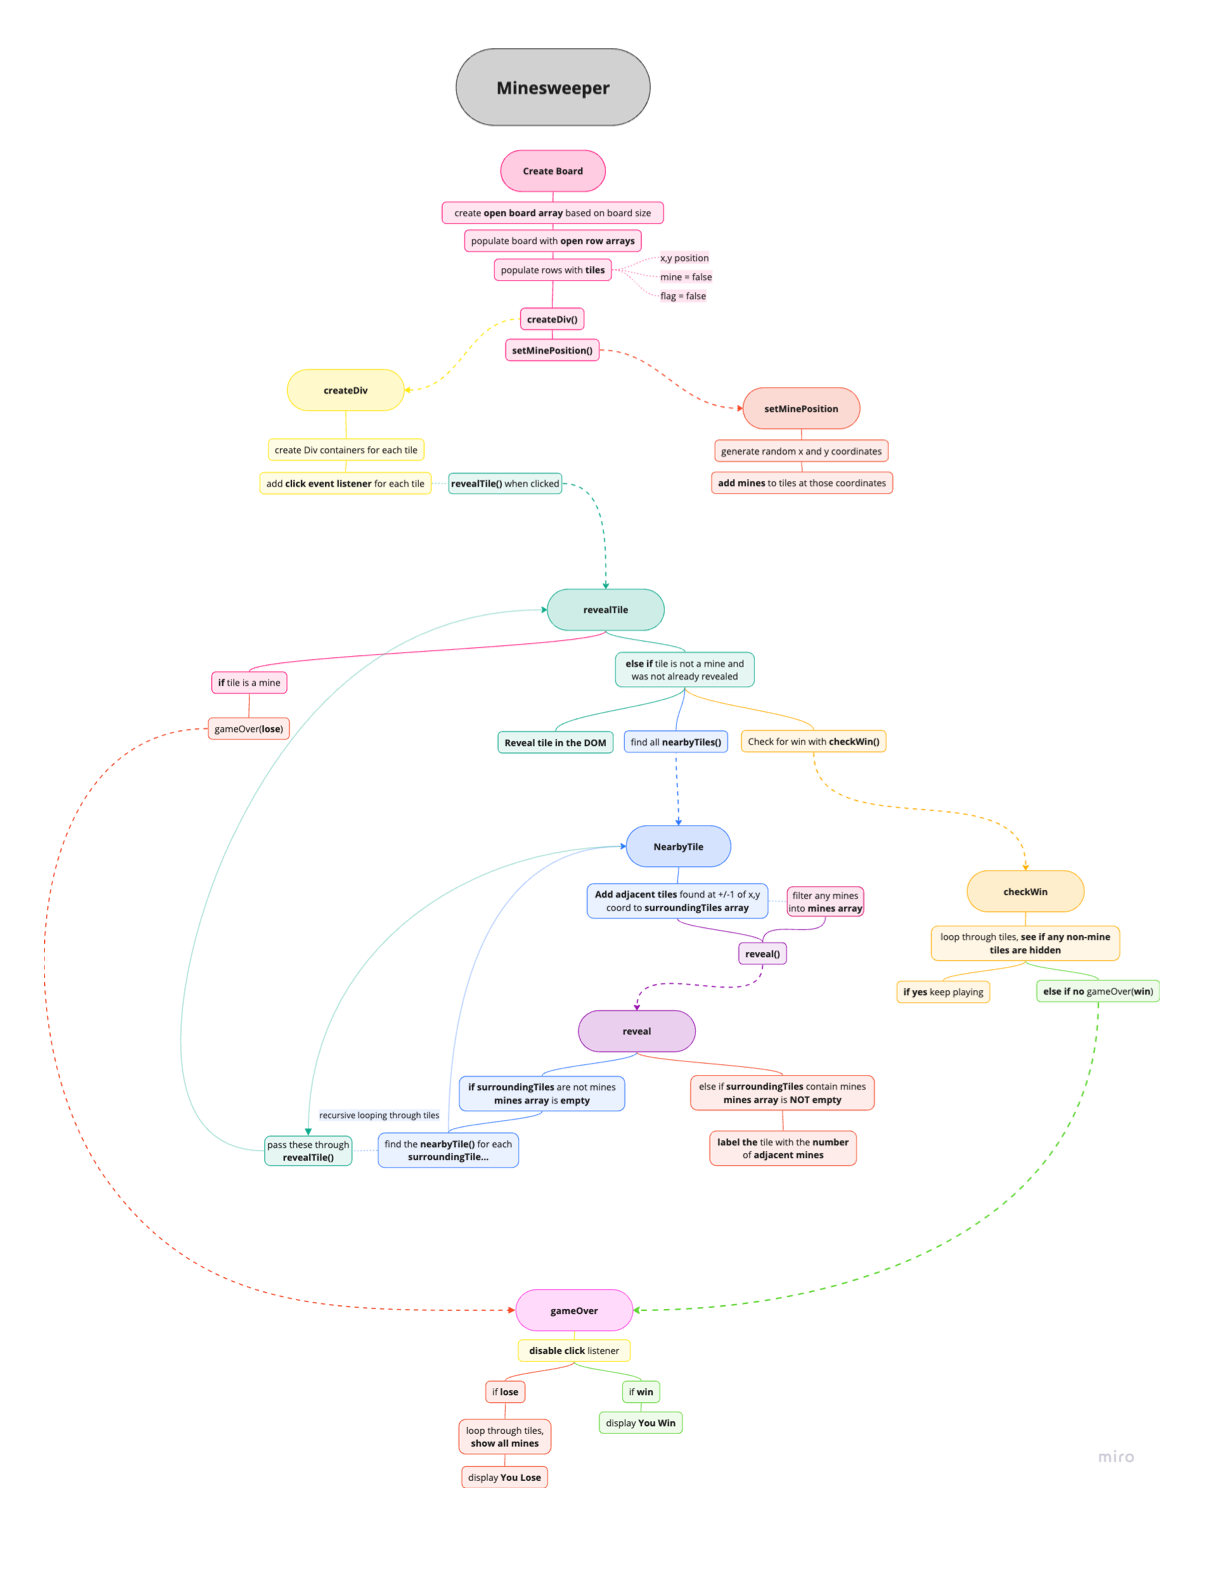 Minesweeper
Create Board
create open board array based on board size
populate board with open row arrays
populate rows with tiles
x,y position
mine = false
flag = false
createDiv()
setMinePosition()
createDiv
create Div containers for each tile
add click event listener for each tile
revealTile() when clicked
setMinePosition
generate random x and y coordinates
add mines to tiles at those coordinates
revealTile
if tile is a mine
gameOver(lose)
else if tile is not a mine and
was not already revealed
Reveal tile in the DOM
find all nearbyTiles()
Check for win with checkWin()
NearbyTile
Add adjacent tiles found at +/-1 of x,y
coord to surroundingTiles array
filter any mines
into mines array
reveal()
checkWin
loop through tiles, see if any non-mine
tiles are hidden
if yes keep playing
else if no gameOver(win)
reveal
if surroundingTiles are not mines
mines array is empty
else if surroundingTiles contain mines
mines array is NOT empty
recursive looping through tiles
pass these through
revealTile()
find the nearbyTile() for each
surroundingTile...
label the tile with the number
of adjacent mines
gameOver
disable click listener
if lose
loop through tiles,
show all mines
display You Lose
if win
display You Win
miro